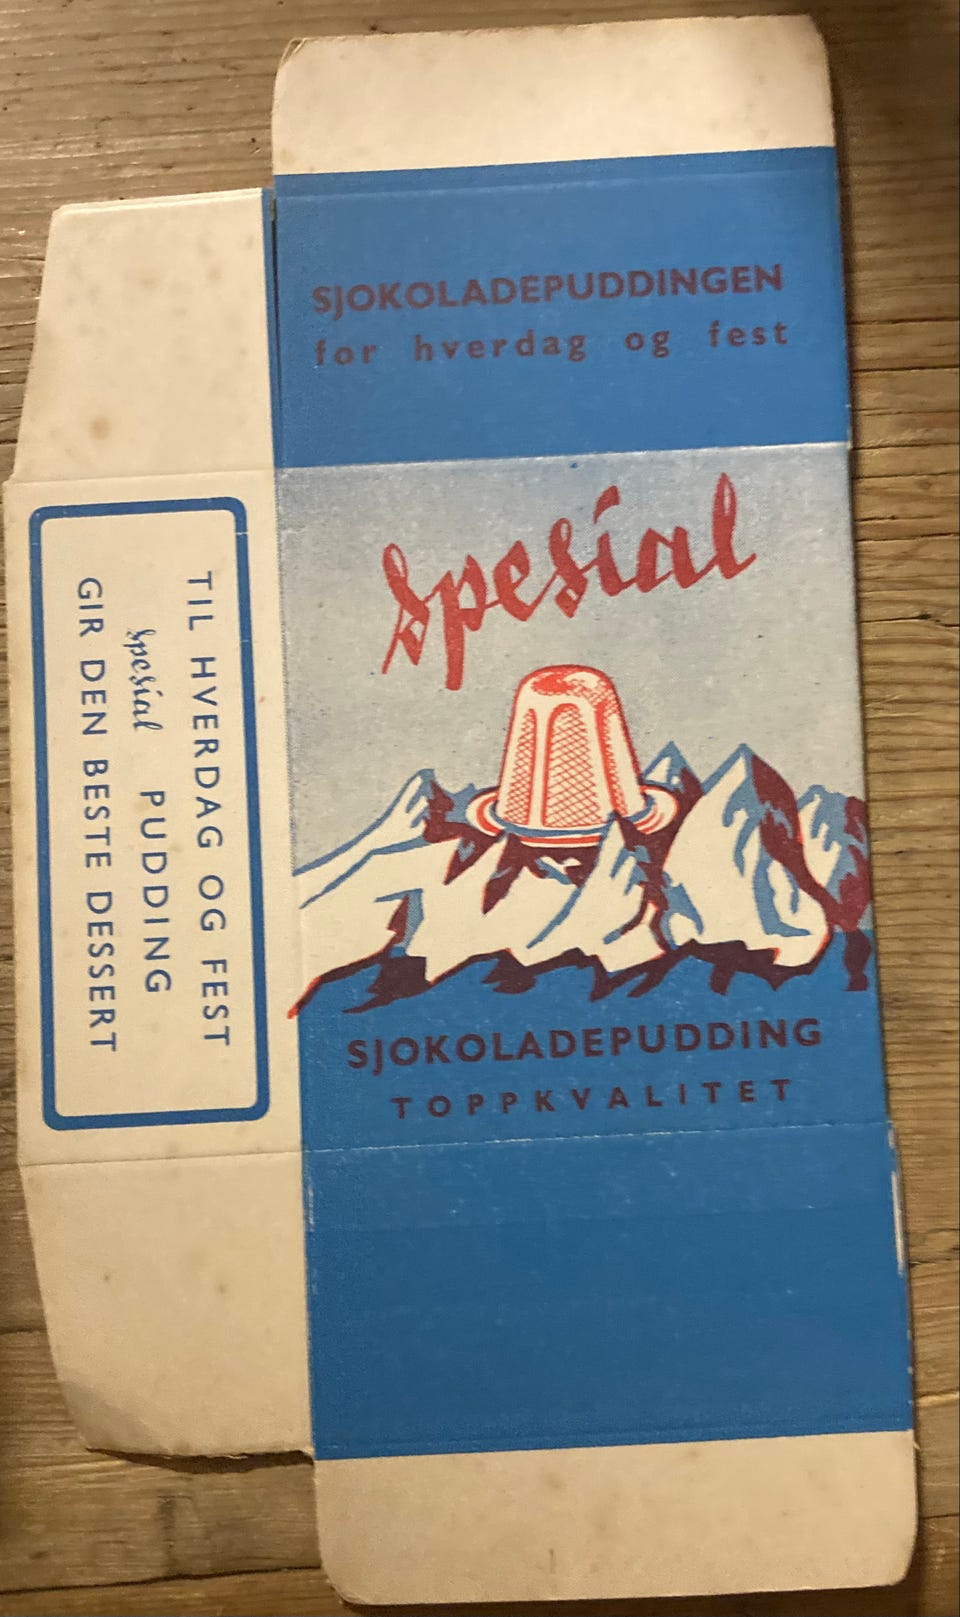 SJOKOLADEPUDDINGEN
for hverdag og fest
spesial
SJOKOLADEPUDDING
TOPPKVALITET
TIL HVERDAG OG FEST
spesial PUDDING
GIR DEN BESTE DESSERT